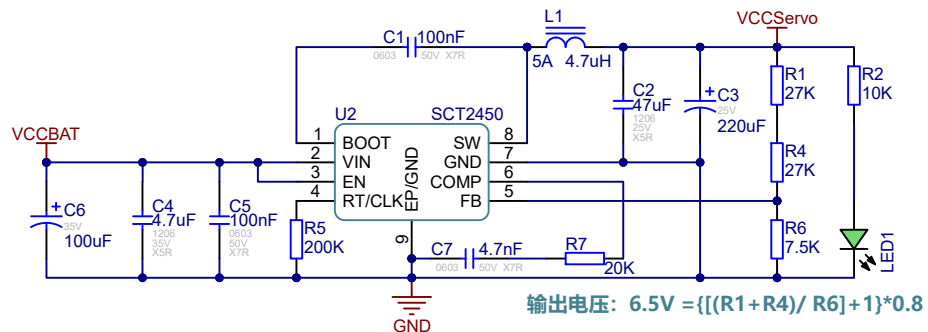 VCCServo
L1
C1 100nF
0603 50V X7R
5A 4.7uH
R1
27K
R2
10K
C2
47uF
1206
25V
X5R
C3
25V
220uF
U2 SCT2450
VCCBAT
1 BOOT SW 8
2 VIN GND 7
3 EN COMP 6
4 RT/CLK FB 5
EP/GND
9
R4
27K
C6
35V
100uF
C4
4.7uF
1206
35V
X5R
C5
100nF
0603
50V
X7R
R5
200K
C7 4.7nF
0603 50V X7R
R7
20K
R6
7.5K
LED1
GND
输出电压：6.5V ={[(R1+R4)/ R6]+1}*0.8